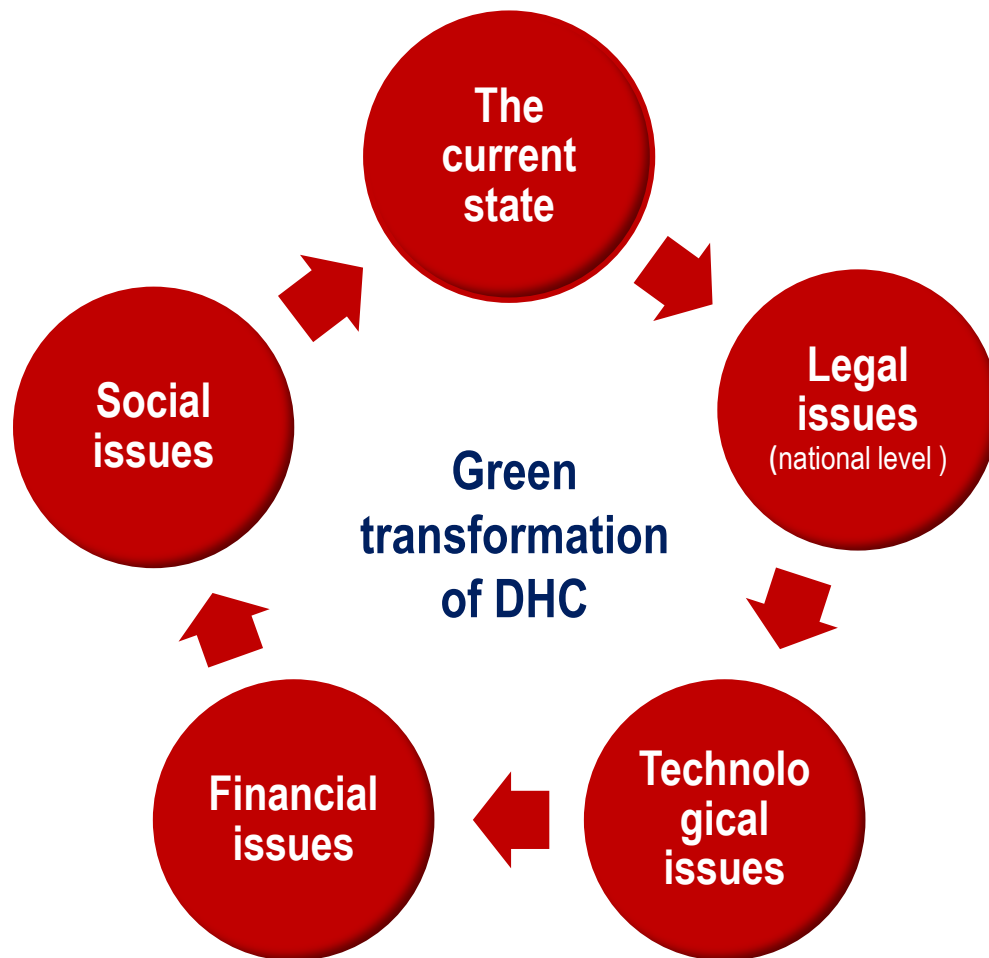 The
current
state
Legal
issues
(national level )
Technolo
gical
issues
Financial
issues
Social
issues
Green
transformation
of DHC